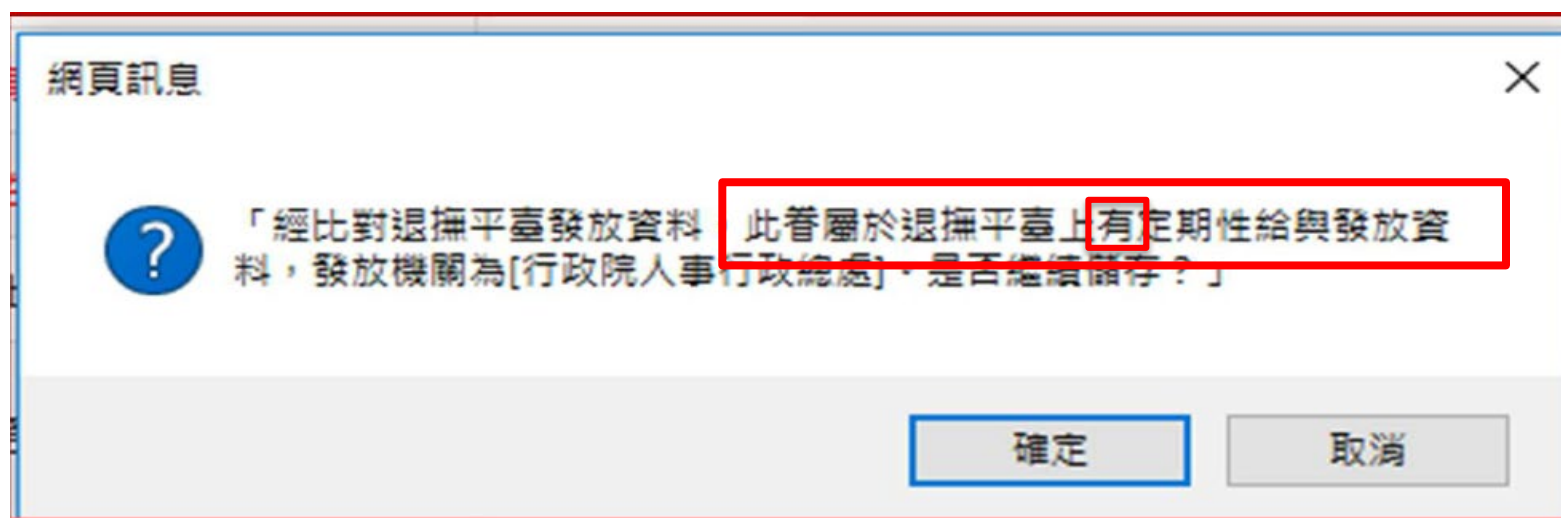 網頁訊息
「經比對退撫平臺發放資料，此眷屬於退撫平臺上有定期性給與發放資
料，發放機關為[行政院人事行政總處]，是否繼續儲存？」
確定
取消